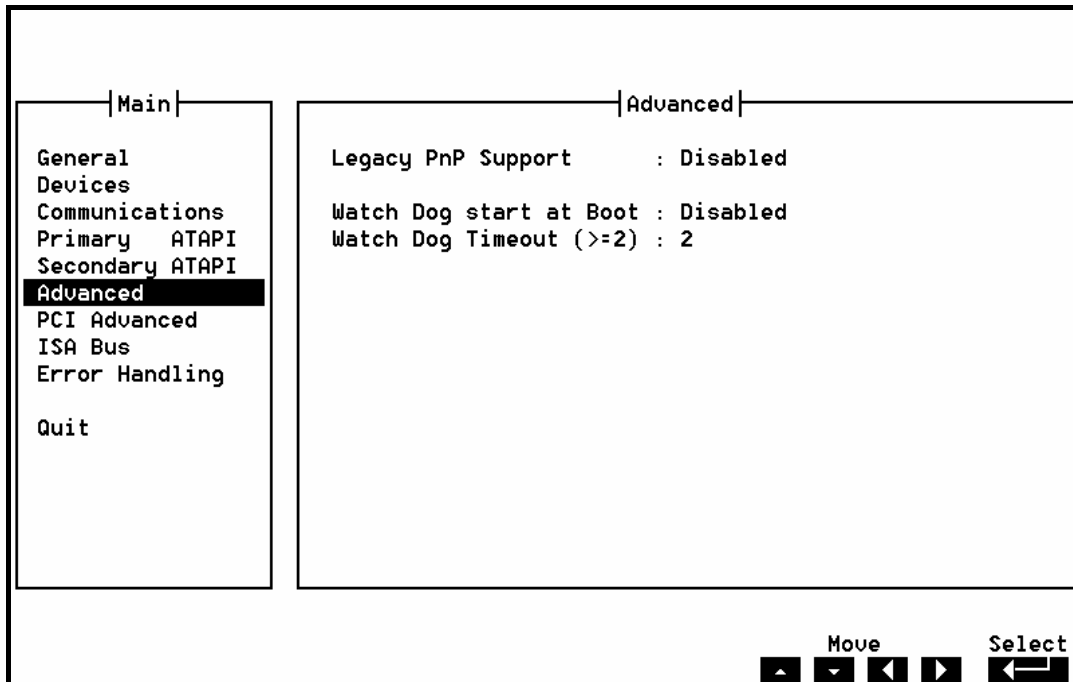 Main
General
Devices
Communications
Primary ATAPI
Secondary ATAPI
Advanced
PCI Advanced
ISA Bus
Error Handling
Quit
Advanced
Legacy PnP Support : Disabled
Watch Dog start at Boot : Disabled
Watch Dog Timeout (>=2) : 2
Move
Select